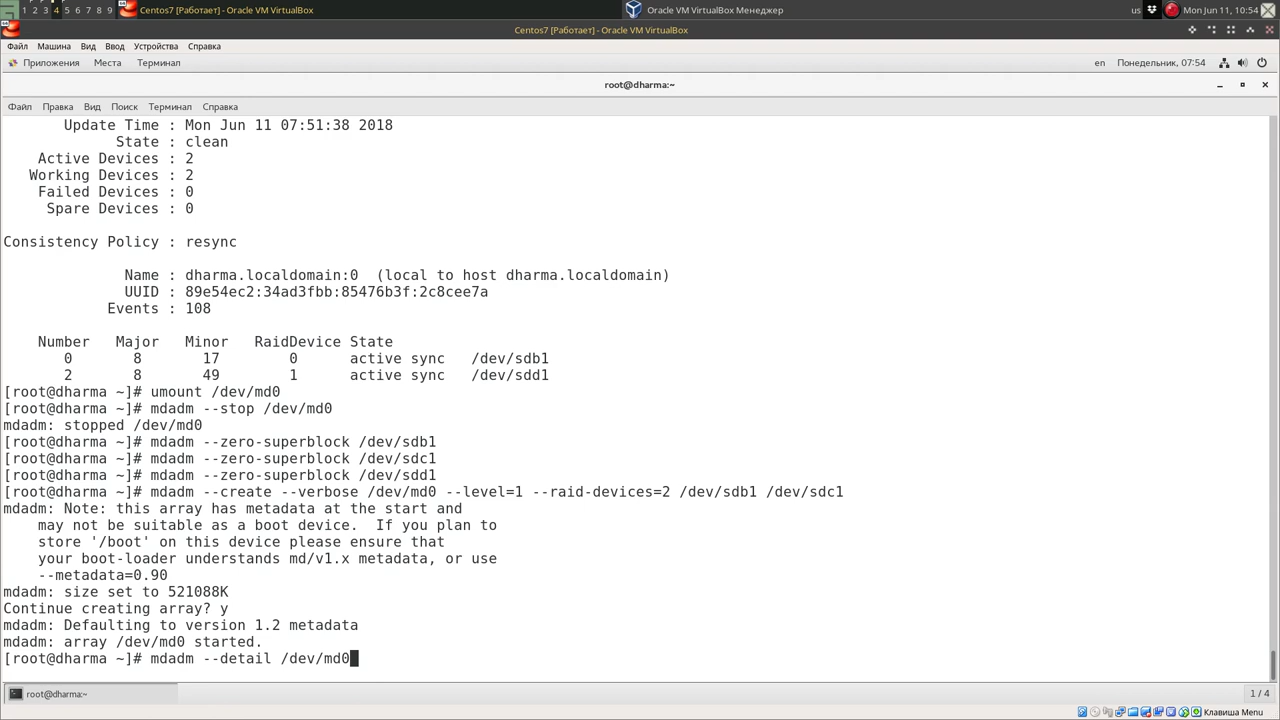 1 2 3 4 5 6 7 8 9 Centos7 [Работает] - Oracle VM VirtualBox Oracle VM VirtualBox Менеджер us Mon Jun 11, 10:54
Centos7 [Работает] - Oracle VM VirtualBox
Файл Машина Вид Ввод Устройства Справка
Приложения Места Терминал en Понедельник, 07:54
root@dharma:~
Файл Правка Вид Поиск Терминал Справка
Update Time : Mon Jun 11 07:51:38 2018
State : clean
Active Devices : 2
Working Devices : 2
Failed Devices : 0
Spare Devices : 0
Consistency Policy : resync
Name : dharma.localdomain:0 (local to host dharma.localdomain)
UUID : 89e54ec2:34ad3fbb:85476b3f:2c8cee7a
Events : 108
Number Major Minor RaidDevice State
0 8 17 0 active sync /dev/sdb1
2 8 49 1 active sync /dev/sdd1
[root@dharma ~]# umount /dev/md0
[root@dharma ~]# mdadm --stop /dev/md0
mdadm: stopped /dev/md0
[root@dharma ~]# mdadm --zero-superblock /dev/sdb1
[root@dharma ~]# mdadm --zero-superblock /dev/sdc1
[root@dharma ~]# mdadm --zero-superblock /dev/sdd1
[root@dharma ~]# mdadm --create --verbose /dev/md0 --level=1 --raid-devices=2 /dev/sdb1 /dev/sdc1
mdadm: Note: this array has metadata at the start and
may not be suitable as a boot device. If you plan to
store '/boot' on this device please ensure that
your boot-loader understands md/v1.x metadata, or use
--metadata=0.90
mdadm: size set to 521088K
Continue creating array? y
mdadm: Defaulting to version 1.2 metadata
mdadm: array /dev/md0 started.
[root@dharma ~]# mdadm --detail /dev/md0
root@dharma:~ 1 / 4
Клавиша Menu